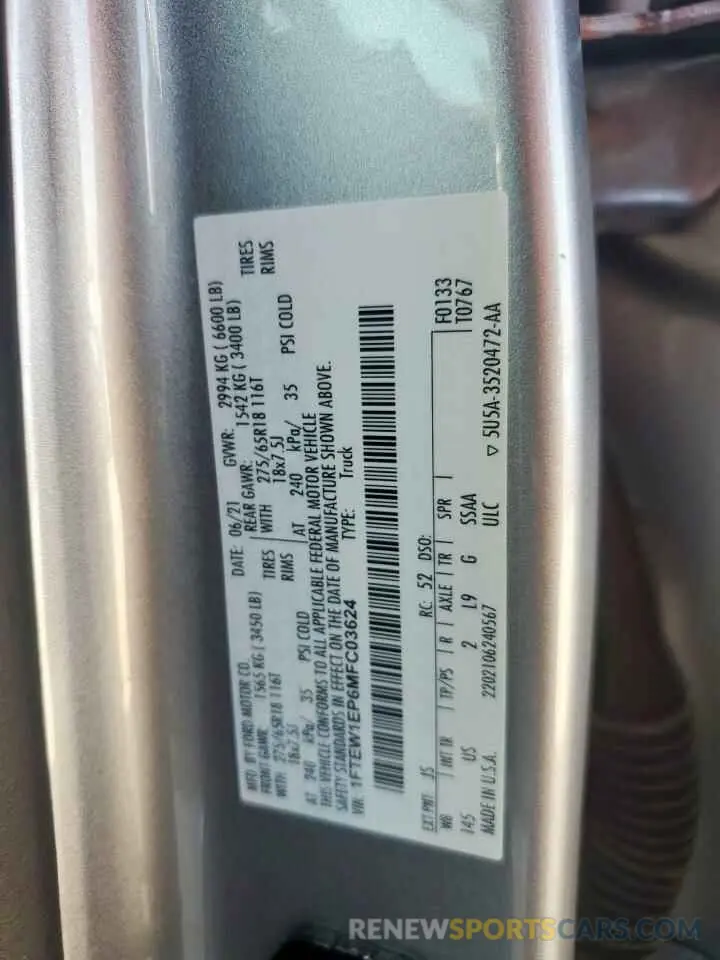 MFD. BY FORD MOTOR CO. DATE: 06/21 GVWR: 2994 KG ( 6600 LB)
FRONT GAWR: 1565 KG ( 3450 LB) REAR GAWR: 1542 KG ( 3400 LB)
WITH 275/65R18 116T TIRES WITH 275/65R18 116T TIRES
18x7.5J RIMS 18x7.5J RIMS
AT 240 kPa/ 35 PSI COLD AT 240 kPa/ 35 PSI COLD
THIS VEHICLE CONFORMS TO ALL APPLICABLE FEDERAL MOTOR VEHICLE
SAFETY STANDARDS IN EFFECT ON THE DATE OF MANUFACTURE SHOWN ABOVE.
VIN: 1FTEW1EP6MFC03624 TYPE: Truck
EXT PNT: JS RC: 52 DSO: F0133
WB INT TR TP/PS R AXLE TR SPR T0767
145 US 2 L9 G SSAA
MADE IN U.S.A. 2202106240567 ULC ▽ 5U5A-3520472-AA
RENEWSPORTSCARS.COM